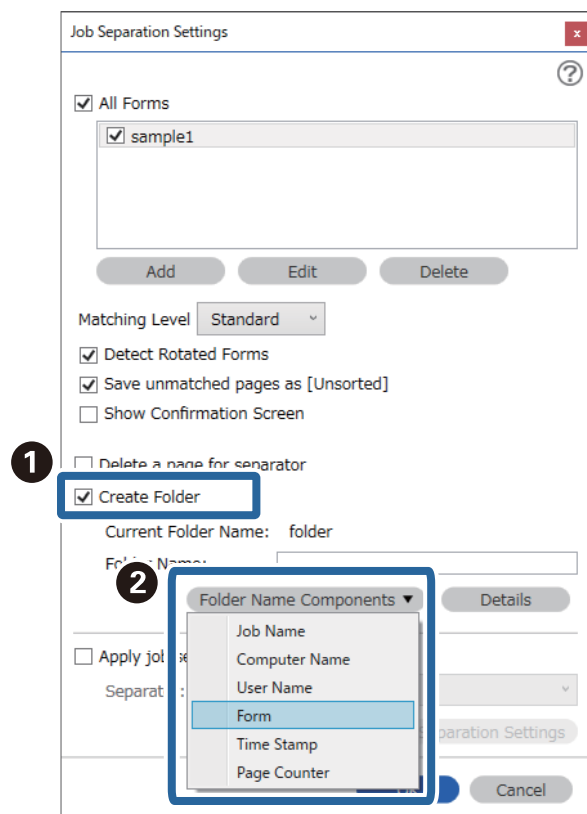 Job Separation Settings x
?
All Forms
sample1
Add Edit Delete
Matching Level Standard
Detect Rotated Forms
Save unmatched pages as [Unsorted]
Show Confirmation Screen
1
Delete a page for separator
Create Folder
Current Folder Name: folder
Name:
2
Folder Name Components ▼ Details
Job Name
Apply
Computer Name
User Name
Form
Time Stamp
Settings
Page Counter
Cancel